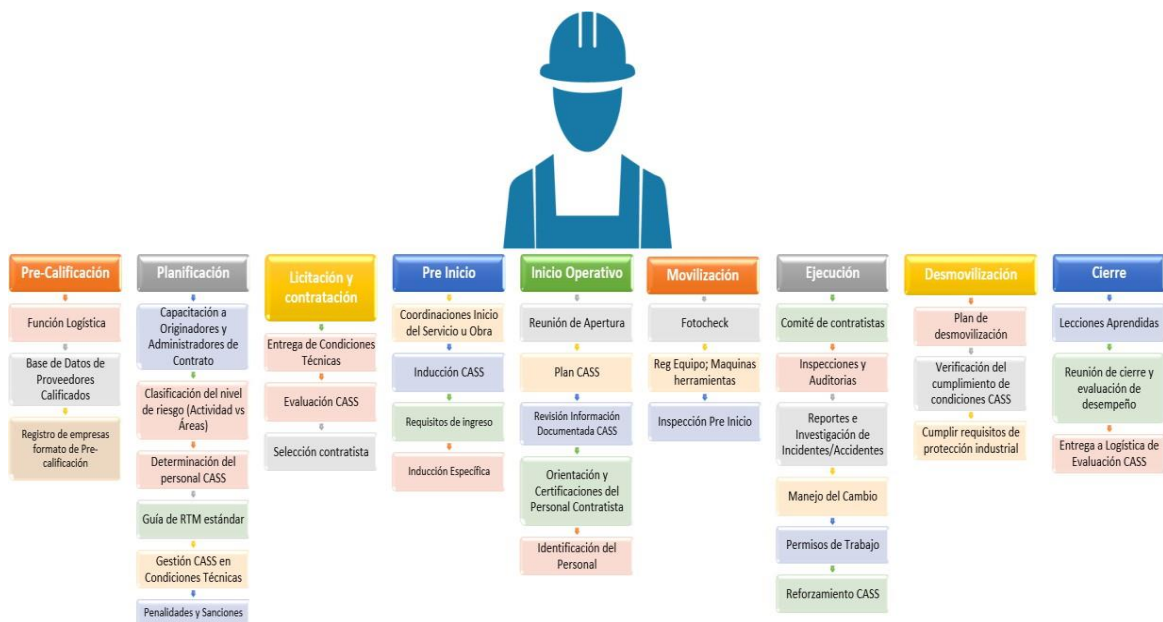 Pre-Calificación
Función Logística
Base de Datos de
Proveedores
Calificados
Registro de empresas
formato de Pre-
calificación
Planificación
Capacitación a
Originadores y
Administradores de
Contrato
Clasificación del nivel
de riesgo (Actividad vs
Áreas)
Determinación del
personal CASS
Guía de RTM estándar
Gestión CASS en
Condiciones Técnicas
Penalidades y Sanciones
Licitación y
contratación
Entrega de Condiciones
Técnicas
Evaluación CASS
Selección contratista
Pre Inicio
Coordinaciones Inicio
del Servicio u Obra
Inducción CASS
Requisitos de ingreso
Inducción Específica
Inicio Operativo
Reunión de Apertura
Plan CASS
Revisión Información
Documentada CASS
Orientación y
Certificaciones del
Personal Contratista
Identificación del
Personal
Movilización
Fotocheck
Reg Equipo; Maquinas
herramientas
Inspección Pre Inicio
Ejecución
Comité de contratistas
Inspecciones y
Auditorias
Reportes e
Investigación de
Incidentes/Accidentes
Manejo del Cambio
Permisos de Trabajo
Reforzamiento CASS
Desmovilización
Plan de
desmovilización
Verificación del
cumplimiento de
condiciones CASS
Cumplir requisitos de
protección industrial
Cierre
Lecciones Aprendidas
Reunión de cierre y
evaluación de
desempeño
Entrega a Logística de
Evaluación CASS